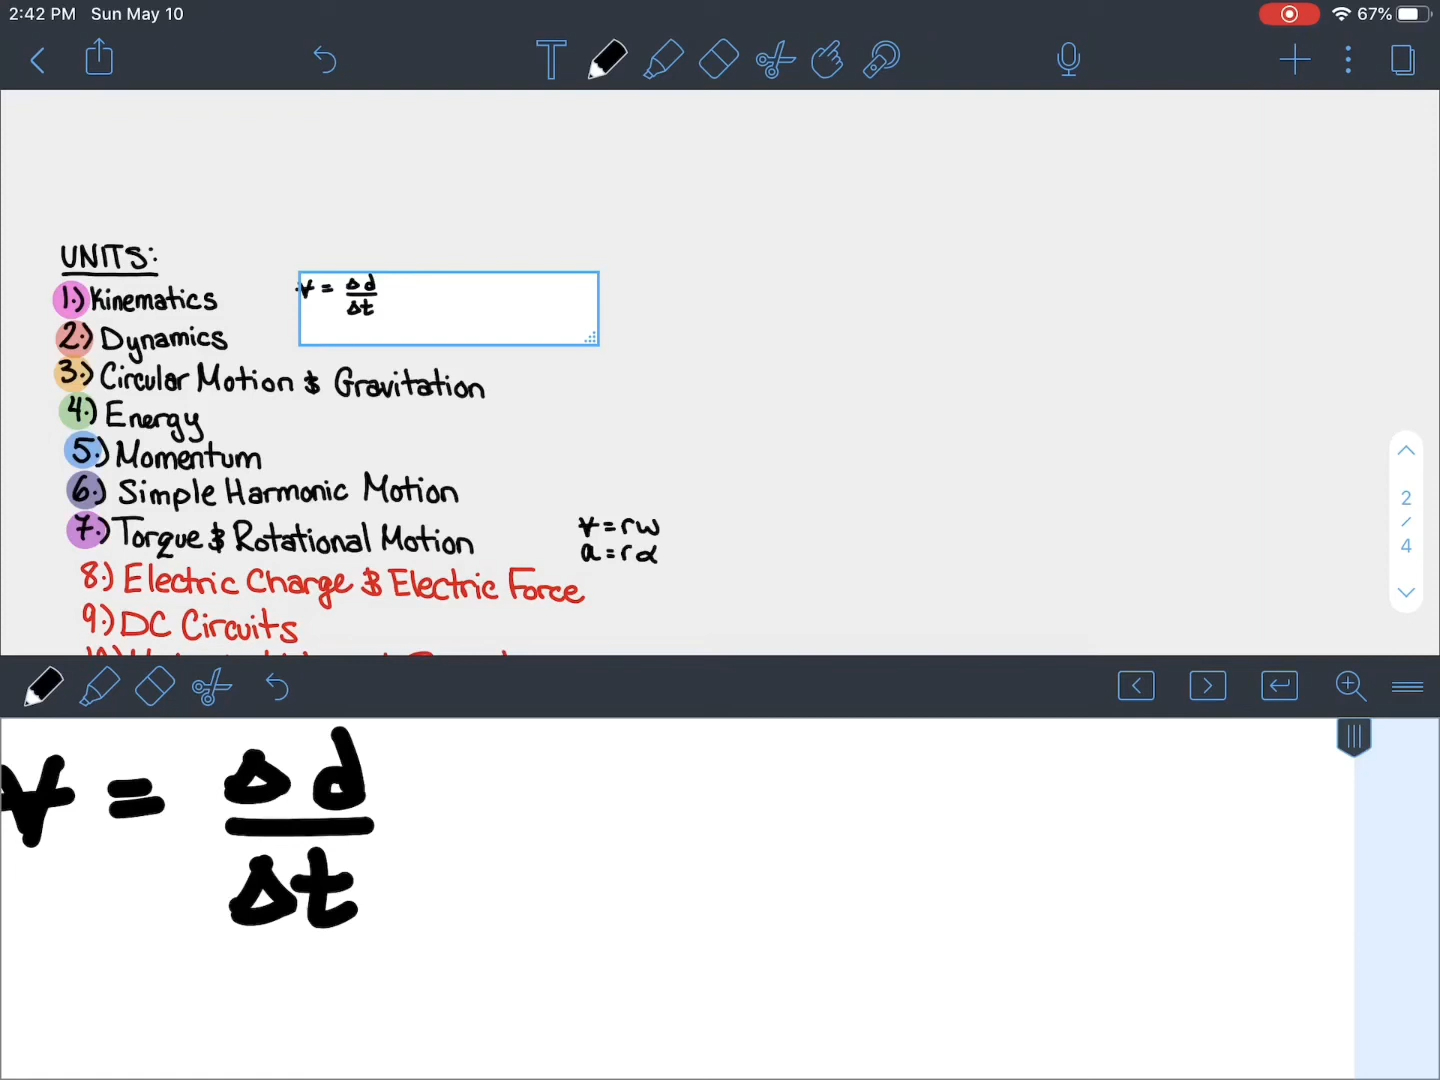 2:42 PM Sun May 10
67%
T
UNITS:
1.) Kinematics
v = Δd
Δt
2.) Dynamics
3.) Circular Motion & Gravitation
4.) Energy
5.) Momentum
6.) Simple Harmonic Motion
7.) Torque & Rotational Motion
v = rω
a = rα
8.) Electric Charge & Electric Force
9.) DC Circuits
2
/
4
v = Δd
Δt